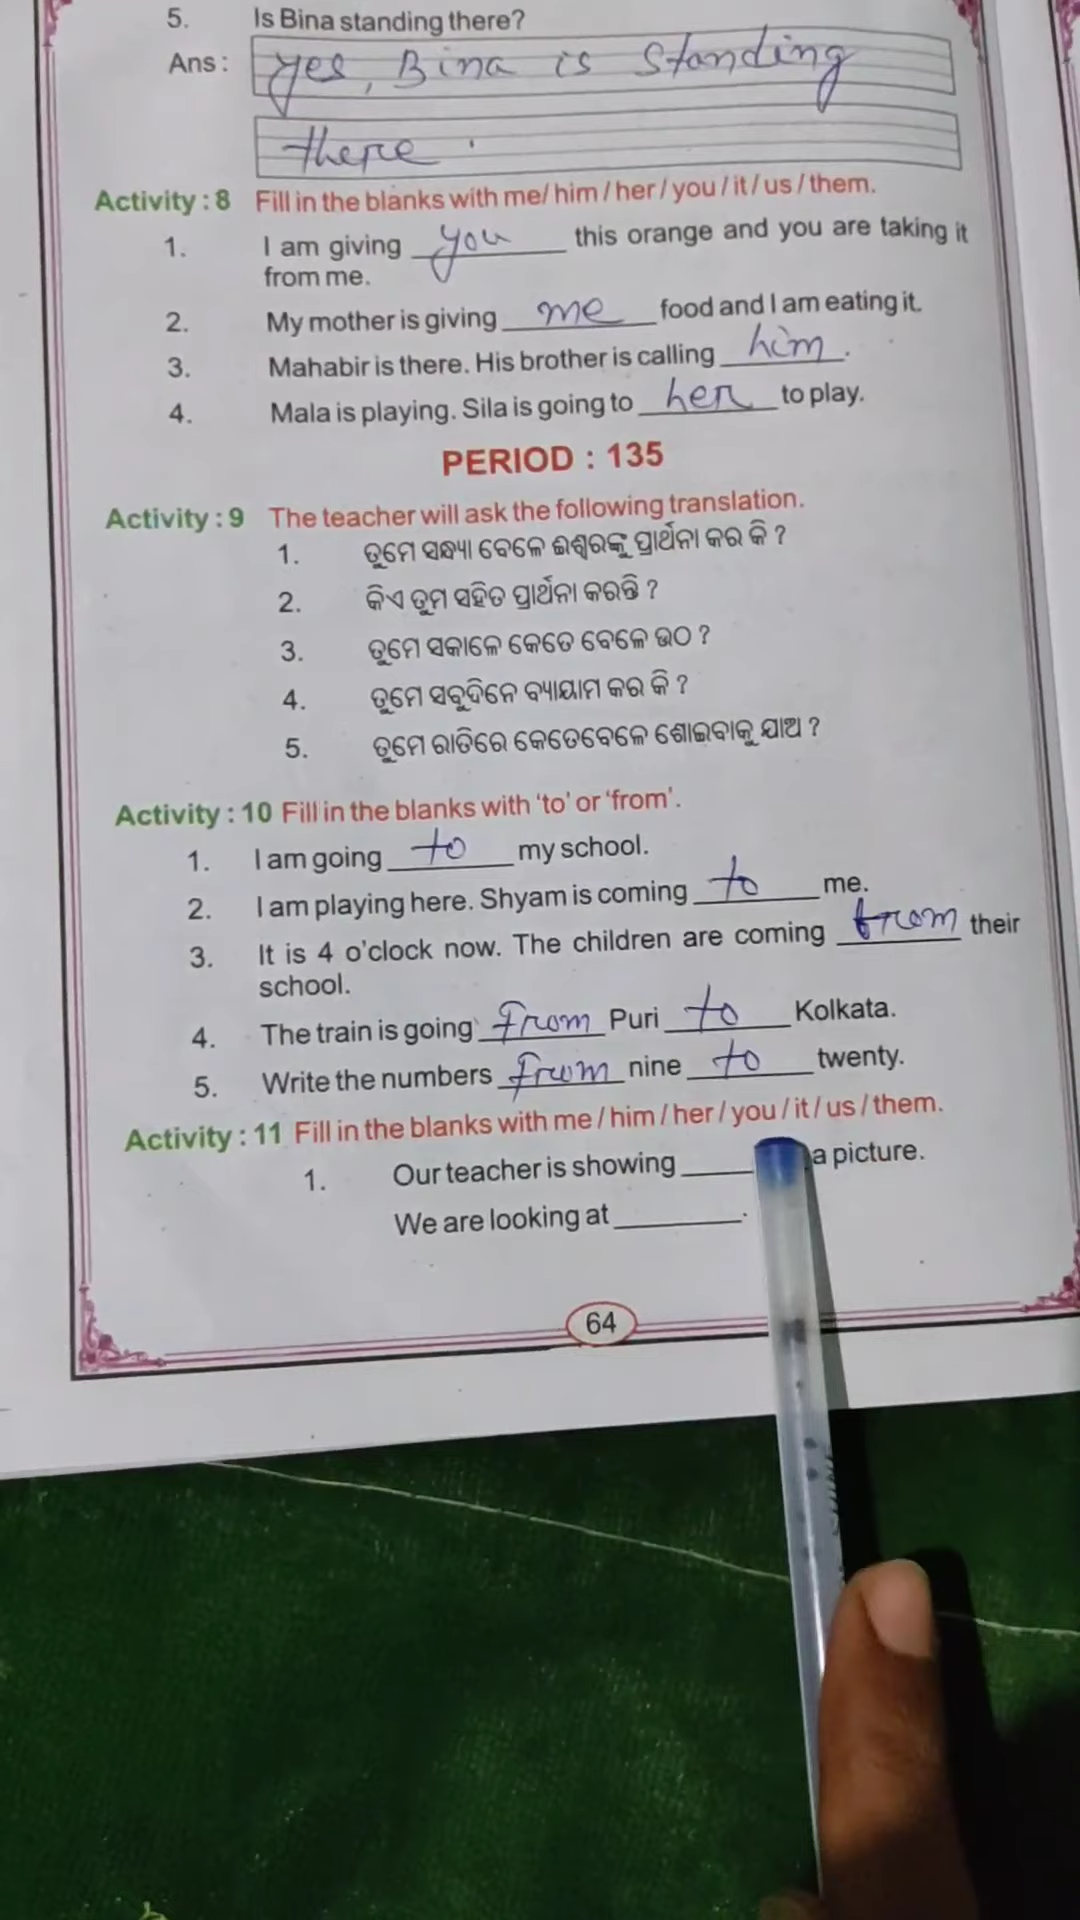 5. Is Bina standing there?
Ans : yes, Bina is standing
there.
Activity : 8 Fill in the blanks with me/ him / her / you / it / us / them.
1. I am giving you this orange and you are taking it
from me.
2. My mother is giving me food and I am eating it.
3. Mahabir is there. His brother is calling him.
4. Mala is playing. Sila is going to her to play.
PERIOD : 135
Activity : 9 The teacher will ask the following translation.
1. ତୁମେ ସନ୍ଧ୍ୟା ବେଳେ ଈଶ୍ୱରଙ୍କୁ ପ୍ରାର୍ଥନା କର କି ?
2. କିଏ ତୁମ ସହିତ ପ୍ରାର୍ଥନା କରନ୍ତି ?
3. ତୁମେ ସକାଳେ କେତେ ବେଳେ ଉଠ ?
4. ତୁମେ ସବୁଦିନେ ବ୍ୟାୟାମ କର କି ?
5. ତୁମେ ରାତିରେ କେତେବେଳେ ଶୋଇବାକୁ ଯାଅ ?
Activity : 10 Fill in the blanks with ‘to’ or ‘from’.
1. I am going to my school.
2. I am playing here. Shyam is coming to me.
3. It is 4 o’clock now. The children are coming from their
school.
4. The train is going from Puri to Kolkata.
5. Write the numbers from nine to twenty.
Activity : 11 Fill in the blanks with me / him / her / you / it / us / them.
1. Our teacher is showing ______ a picture.
We are looking at ________.
64